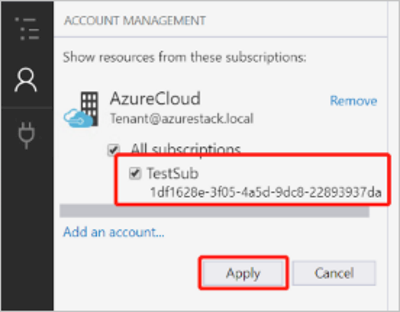 ACCOUNT MANAGEMENT
Show resources from these subscriptions:
AzureCloud
Remove
Tenant@azurestack.local
All subscriptions
TestSub
1df1628e-3f05-4a5d-9dc8-22893937da
Add an account...
Apply
Cancel